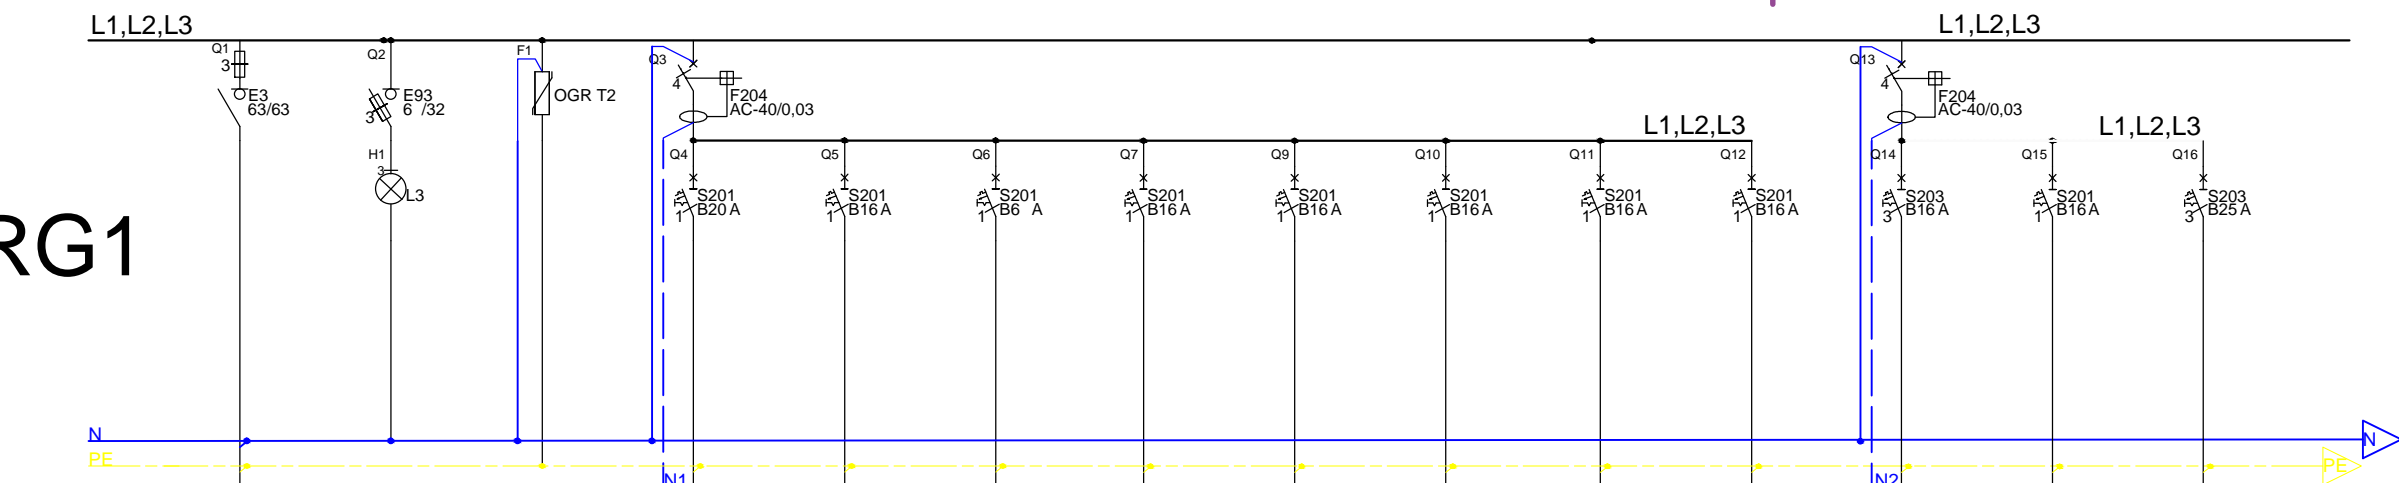 L1,L2,L3
L1,L2,L3
Q1
3
E3
63/63
Q2
E93
6 /32
3
H1
3
L3
F1
OGR T2
Q3
4
F204
AC-40/0,03
L1,L2,L3
Q13
4
F204
AC-40/0,03
L1,L2,L3
Q4
S201
B20 A
1
Q5
S201
B16 A
1
Q6
S201
B6 A
1
Q7
S201
B16 A
1
Q9
S201
B16 A
1
Q10
S201
B16 A
1
Q11
S201
B16 A
1
Q12
S201
B16 A
1
Q14
S203
B16 A
3
Q15
S201
B16 A
1
Q16
S203
B25 A
3
RG1
N
N
PE
PE
N1
N2